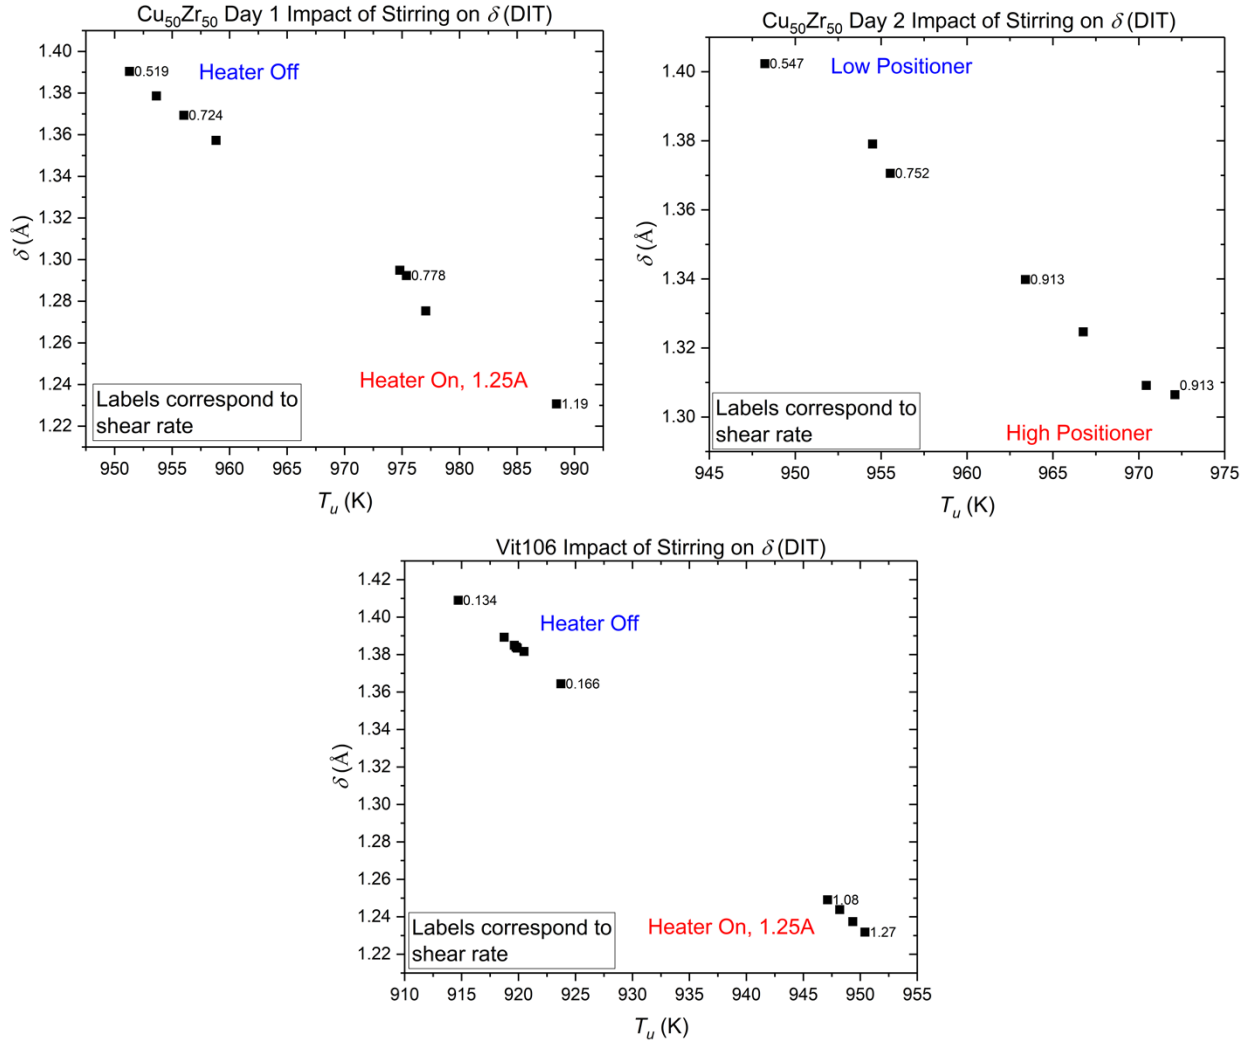 Cu₅₀Zr₅₀ Day 1 Impact of Stirring on δ (DIT)
1.40
1.38
1.36
1.34
1.32
1.30
1.28
1.26
1.24
1.22
δ (Å)
0.519
Heater Off
0.724
0.778
Heater On, 1.25A
1.19
Labels correspond to
shear rate
950 955 960 965 970 975 980 985 990
Tᵤ (K)
Cu₅₀Zr₅₀ Day 2 Impact of Stirring on δ (DIT)
1.40
1.38
1.36
1.34
1.32
1.30
δ (Å)
0.547
Low Positioner
0.752
0.913
0.913
Labels correspond to
shear rate
High Positioner
945 950 955 960 965 970 975
Tᵤ (K)
Vit106 Impact of Stirring on δ (DIT)
1.42
1.40
1.38
1.36
1.34
1.32
1.30
1.28
1.26
1.24
1.22
δ (Å)
0.134
Heater Off
0.166
1.08
Heater On, 1.25A
1.27
Labels correspond to
shear rate
910 915 920 925 930 935 940 945 950 955
Tᵤ (K)